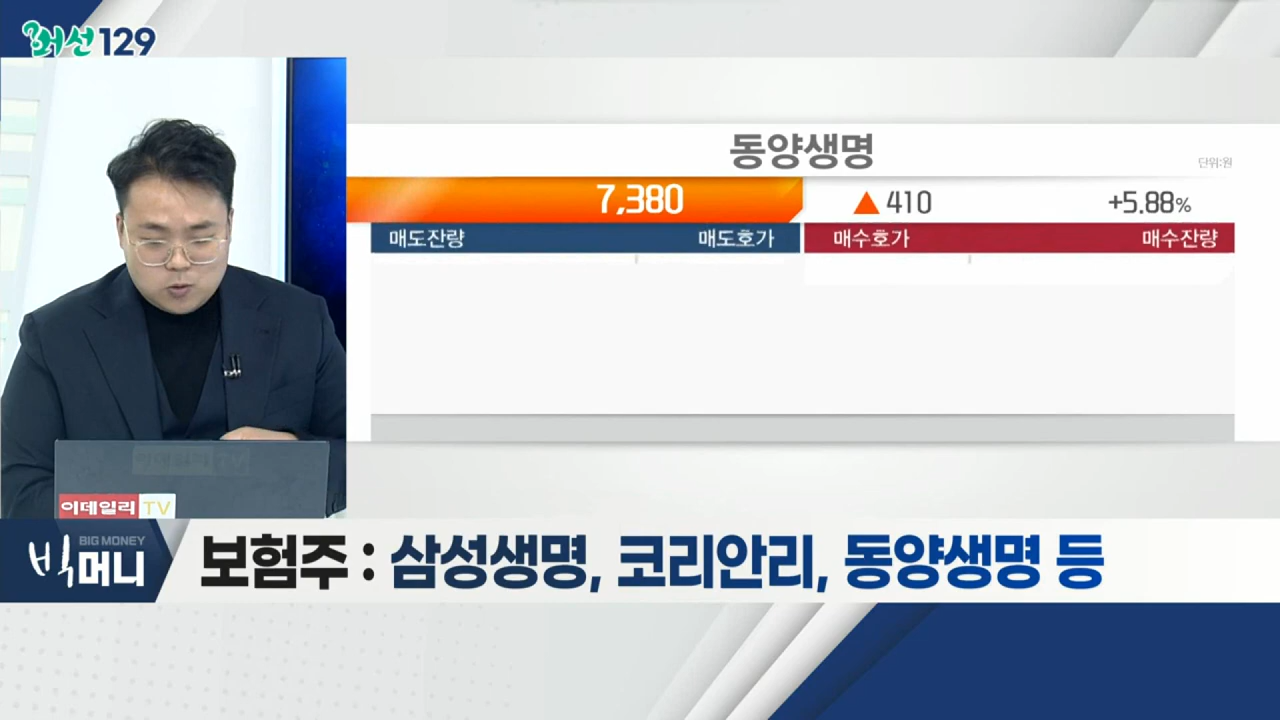 머선129
동양생명
단위:원
7,380
▲410
+5.88%
매도잔량 매도호가 매수호가 매수잔량
이데일리TV
BIG MONEY
빅머니
보험주 : 삼성생명, 코리안리, 동양생명 등